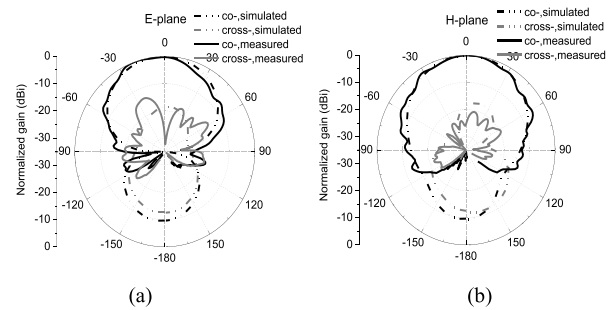 E-plane
co-,simulated
cross-,simulated
co-,measured
cross-,measured
0
-30
30
-60
60
-90
90
-120
120
-150
150
-180
Normalized gain (dBi)
0
-10
-20
-30
-30
-20
-10
0
(a)
H-plane
co-,simulated
cross-,simulated
co-,measured
cross-,measured
0
-30
30
-60
60
-90
90
-120
120
-150
150
-180
Normalized gain (dBi)
0
-10
-20
-30
-30
-20
-10
0
(b)